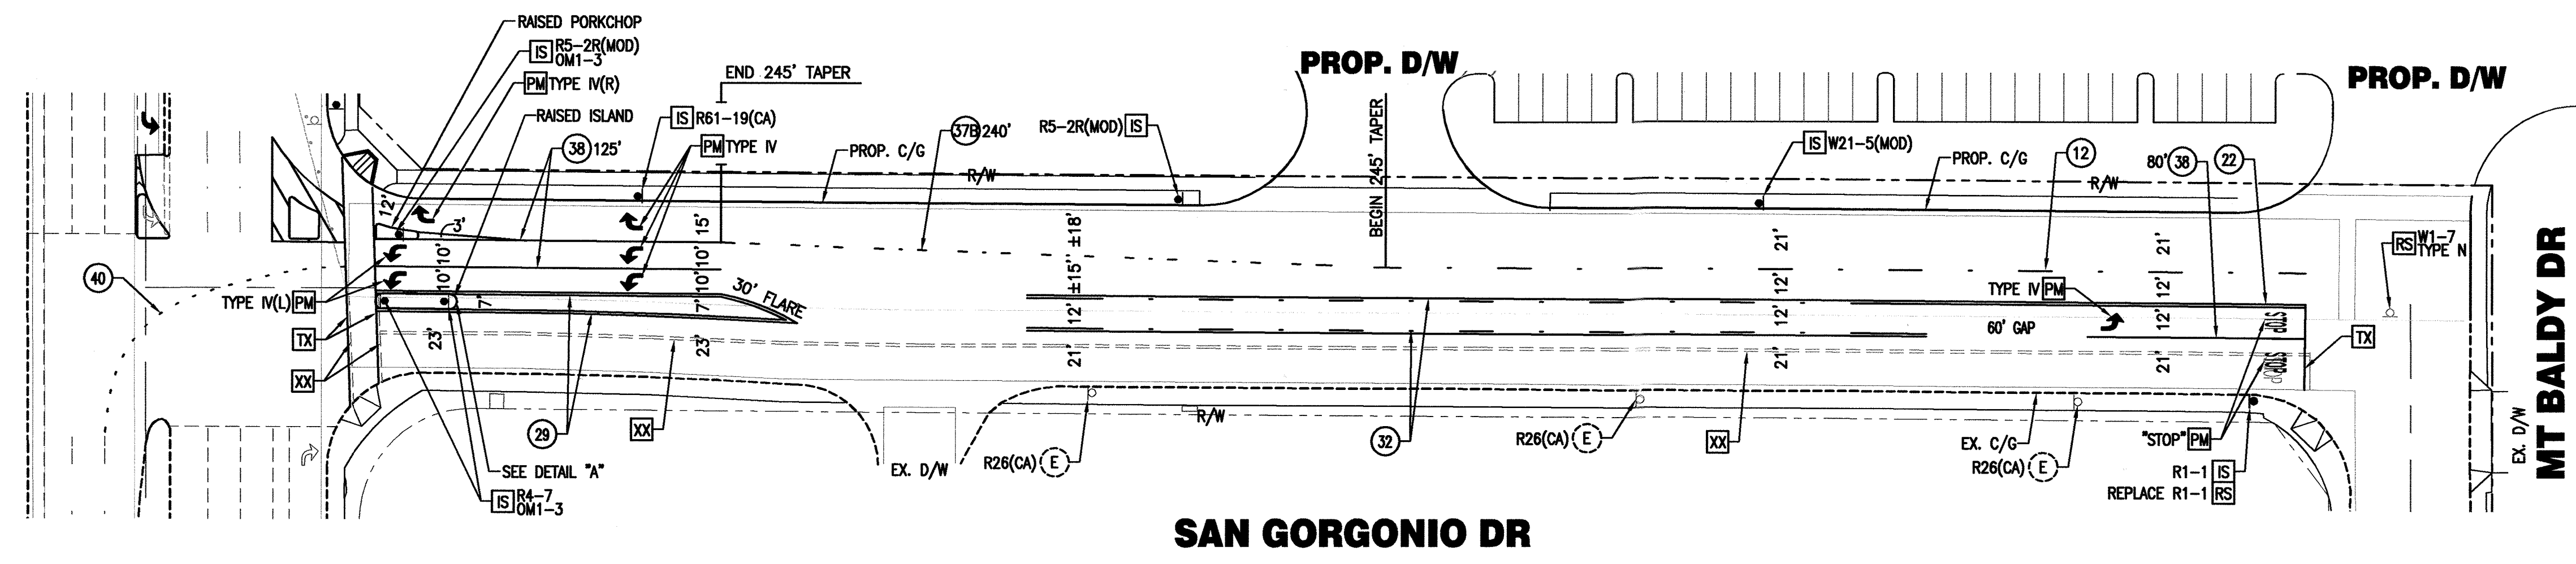 RAISED PORKCHOP
IS R5-2R(MOD)
OM1-3
PM TYPE IV(R)
RAISED ISLAND
38 125'
END 245' TAPER
IS R61-19(CA)
PM TYPE IV
PROP. C/G
37B 240'
R/W
R5-2R(MOD) IS
PROP. D/W
BEGIN 245' TAPER
IS W21-5(MOD)
PROP. C/G
12
R/W
80' 38
22
PROP. D/W
RS W1-7
TYPE N
MT BALDY DR
EX. D/W
12'
3'
10'
10'
7'
23'
15'
10'
10'
7'
23'
30' FLARE
±18'
±15'
12'
21'
21'
12'
12'
21'
21'
12'
12'
21'
40
TYPE IV(L) PM
TX
XX
TYPE IV PM
60' GAP
STOP
STOP
TX
29
XX
SEE DETAIL "A"
IS R4-7
OM1-3
EX. D/W
R26(CA) E
R/W
32
R26(CA) E
XX
EX. C/G
R26(CA) E
"STOP" PM
R1-1 IS
REPLACE R1-1 RS
SAN GORGONIO DR